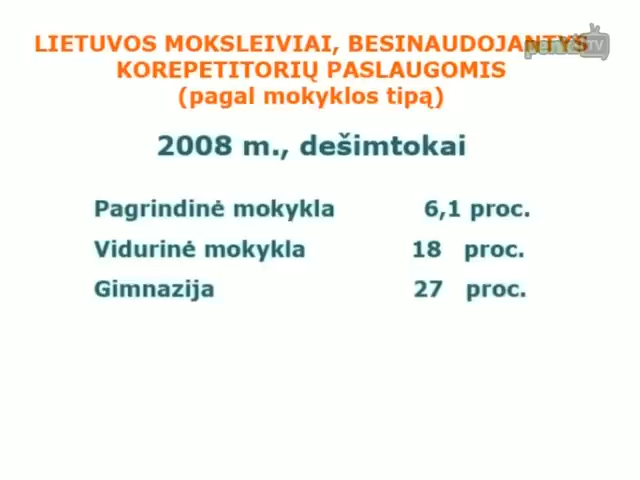 LIETUVOS MOKSLEIVIAI, BESINAUDOJANTYS
KOREPETITORIŲ PASLAUGOMIS
(pagal mokyklos tipą)
2008 m., dešimtokai
Pagrindinė mokykla 6,1 proc.
Vidurinė mokykla 18 proc.
Gimnazija 27 proc.